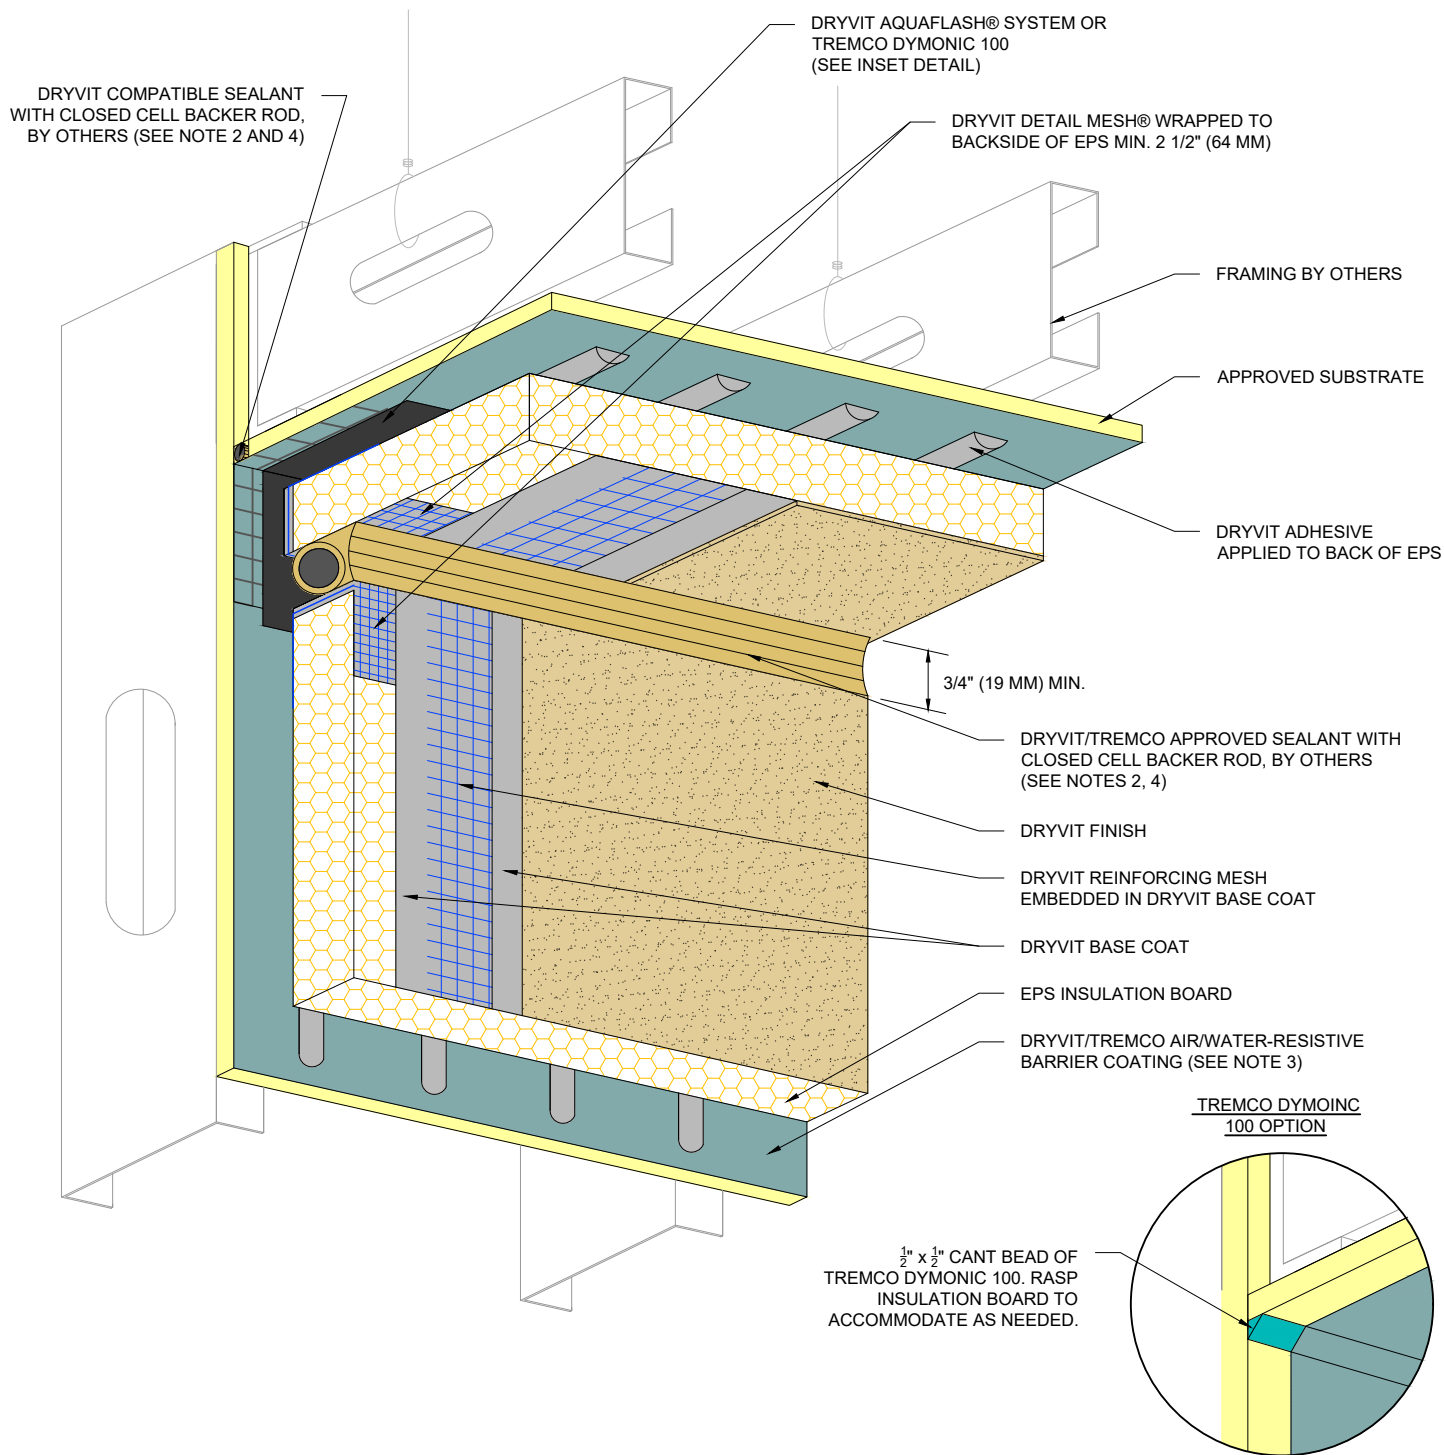 DRYVIT AQUAFLASH® SYSTEM OR
TREMCO DYMONIC 100
(SEE INSET DETAIL)
DRYVIT COMPATIBLE SEALANT
WITH CLOSED CELL BACKER ROD,
BY OTHERS (SEE NOTE 2 AND 4)
DRYVIT DETAIL MESH® WRAPPED TO
BACKSIDE OF EPS MIN. 2 1/2" (64 MM)
FRAMING BY OTHERS
APPROVED SUBSTRATE
DRYVIT ADHESIVE
APPLIED TO BACK OF EPS
3/4" (19 MM) MIN.
DRYVIT/TREMCO APPROVED SEALANT WITH
CLOSED CELL BACKER ROD, BY OTHERS
(SEE NOTES 2, 4)
DRYVIT FINISH
DRYVIT REINFORCING MESH
EMBEDDED IN DRYVIT BASE COAT
DRYVIT BASE COAT
EPS INSULATION BOARD
DRYVIT/TREMCO AIR/WATER-RESISTIVE
BARRIER COATING (SEE NOTE 3)
TREMCO DYMOINC
100 OPTION
1/2" x 1/2" CANT BEAD OF
TREMCO DYMONIC 100. RASP
INSULATION BOARD TO
ACCOMMODATE AS NEEDED.